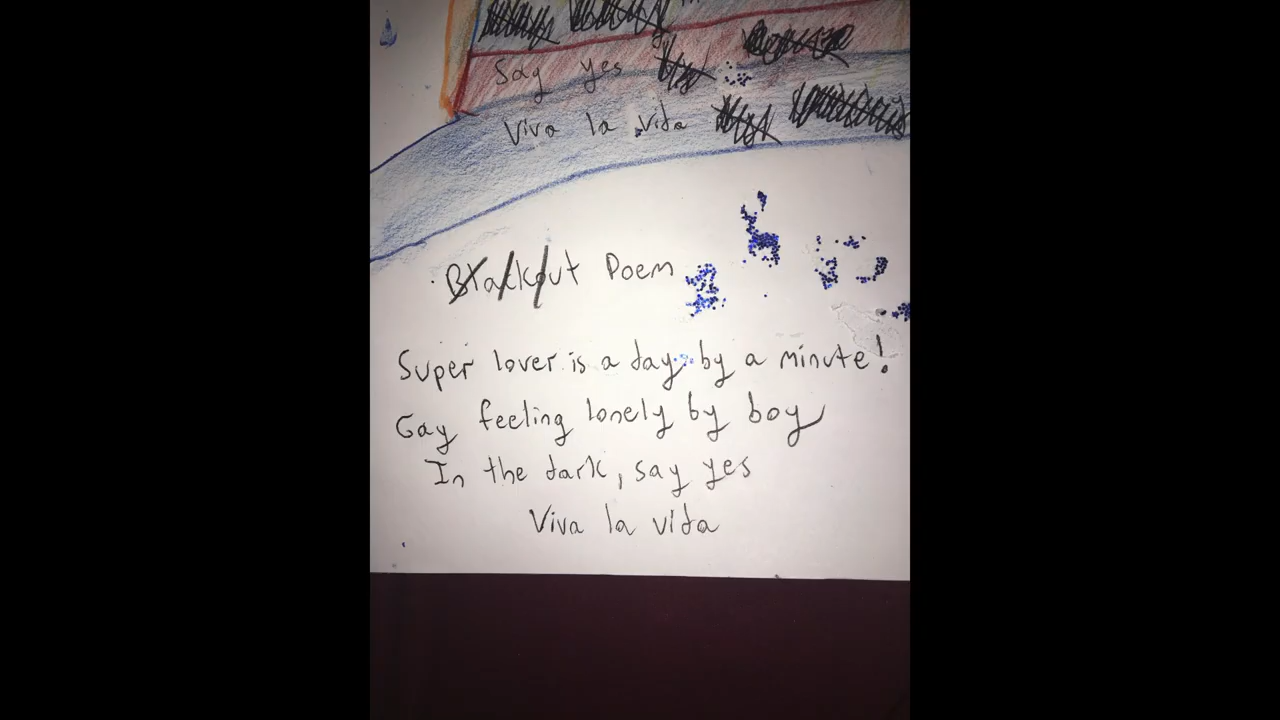 Say yes
Viva la vida
Blackout Poem
Super lover is a day by a minute!
Gay feeling lonely by boy
In the dark, say yes
Viva la vida